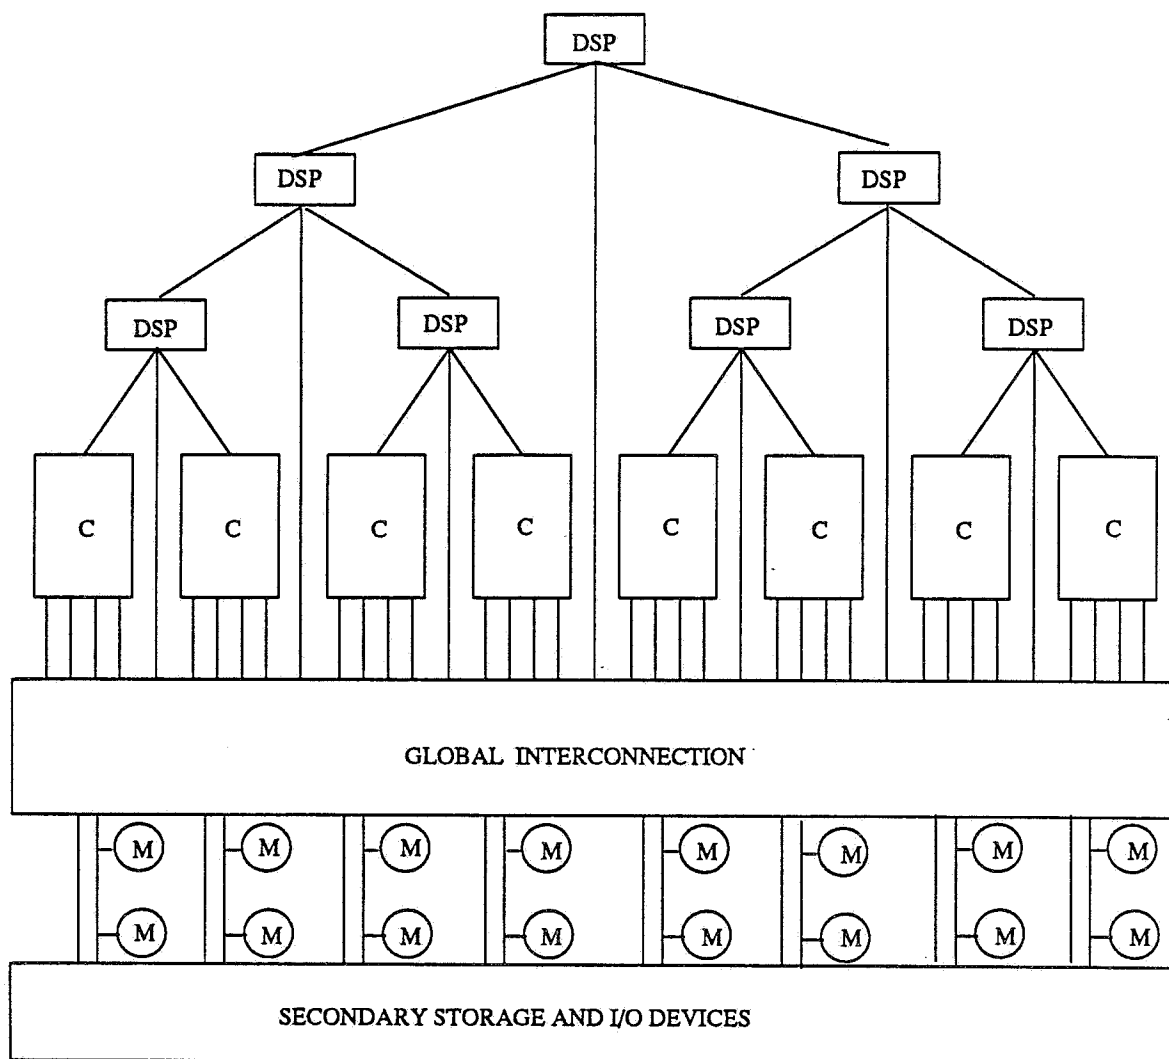 DSP
DSP DSP
DSP DSP DSP DSP
C C C C C C C C
GLOBAL INTERCONNECTION
M M M M M M M M
M M M M M M M M
SECONDARY STORAGE AND I/O DEVICES